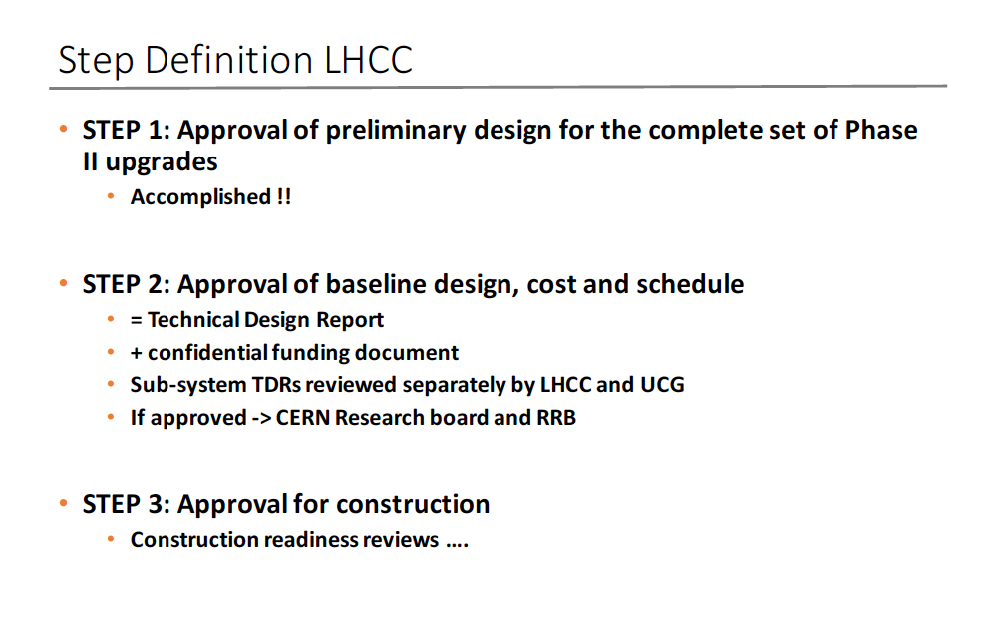 Step Definition LHCC
• STEP 1: Approval of preliminary design for the complete set of Phase
II upgrades
• Accomplished !!
• STEP 2: Approval of baseline design, cost and schedule
• = Technical Design Report
• + confidential funding document
• Sub-system TDRs reviewed separately by LHCC and UCG
• If approved -> CERN Research board and RRB
• STEP 3: Approval for construction
• Construction readiness reviews ….